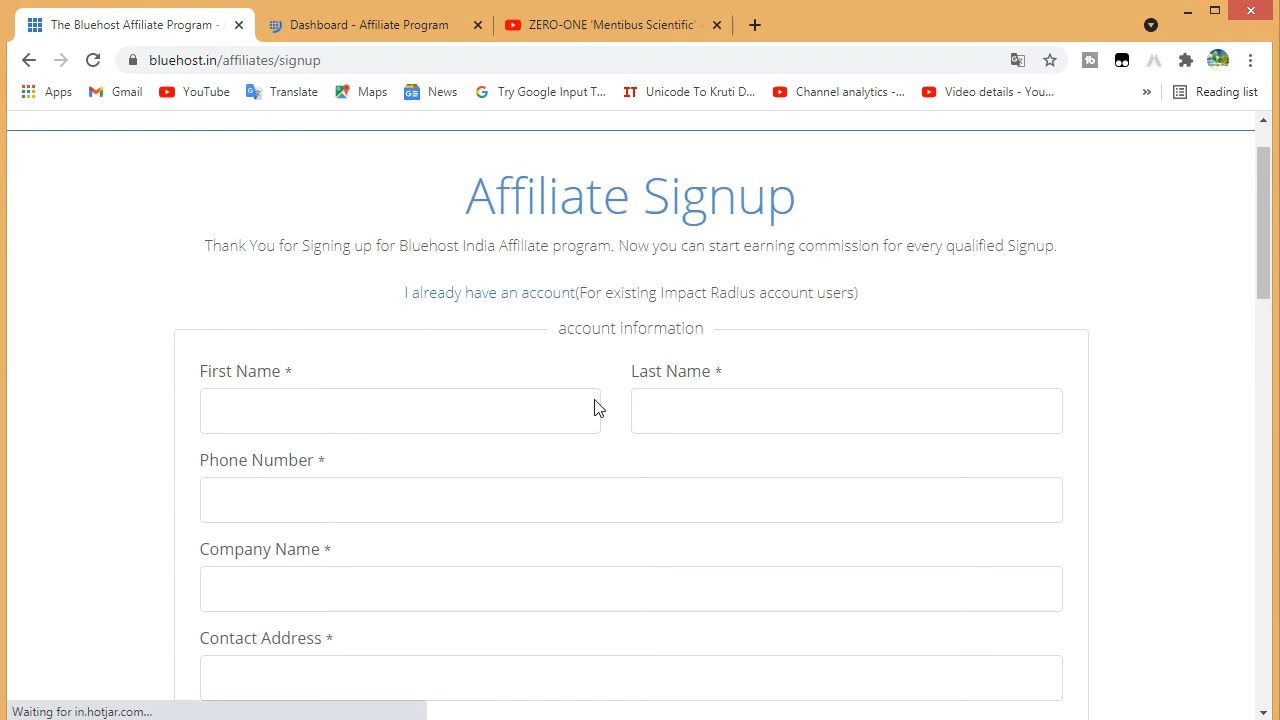 The Bluehost Affiliate Program -
Dashboard - Affiliate Program
ZERO-ONE 'Mentibus Scientific' -
bluehost.in/affiliates/signup
Apps
Gmail
YouTube
Translate
Maps
News
Try Google Input T...
Unicode To Kruti D...
Channel analytics -...
Video details - You...
»
Reading list
Affiliate Signup
Thank You for Signing up for Bluehost India Affiliate program. Now you can start earning commission for every qualified Signup.
I already have an account(For existing Impact Radius account users)
account information
First Name *
Last Name *
Phone Number *
Company Name *
Contact Address *
Waiting for in.hotjar.com...